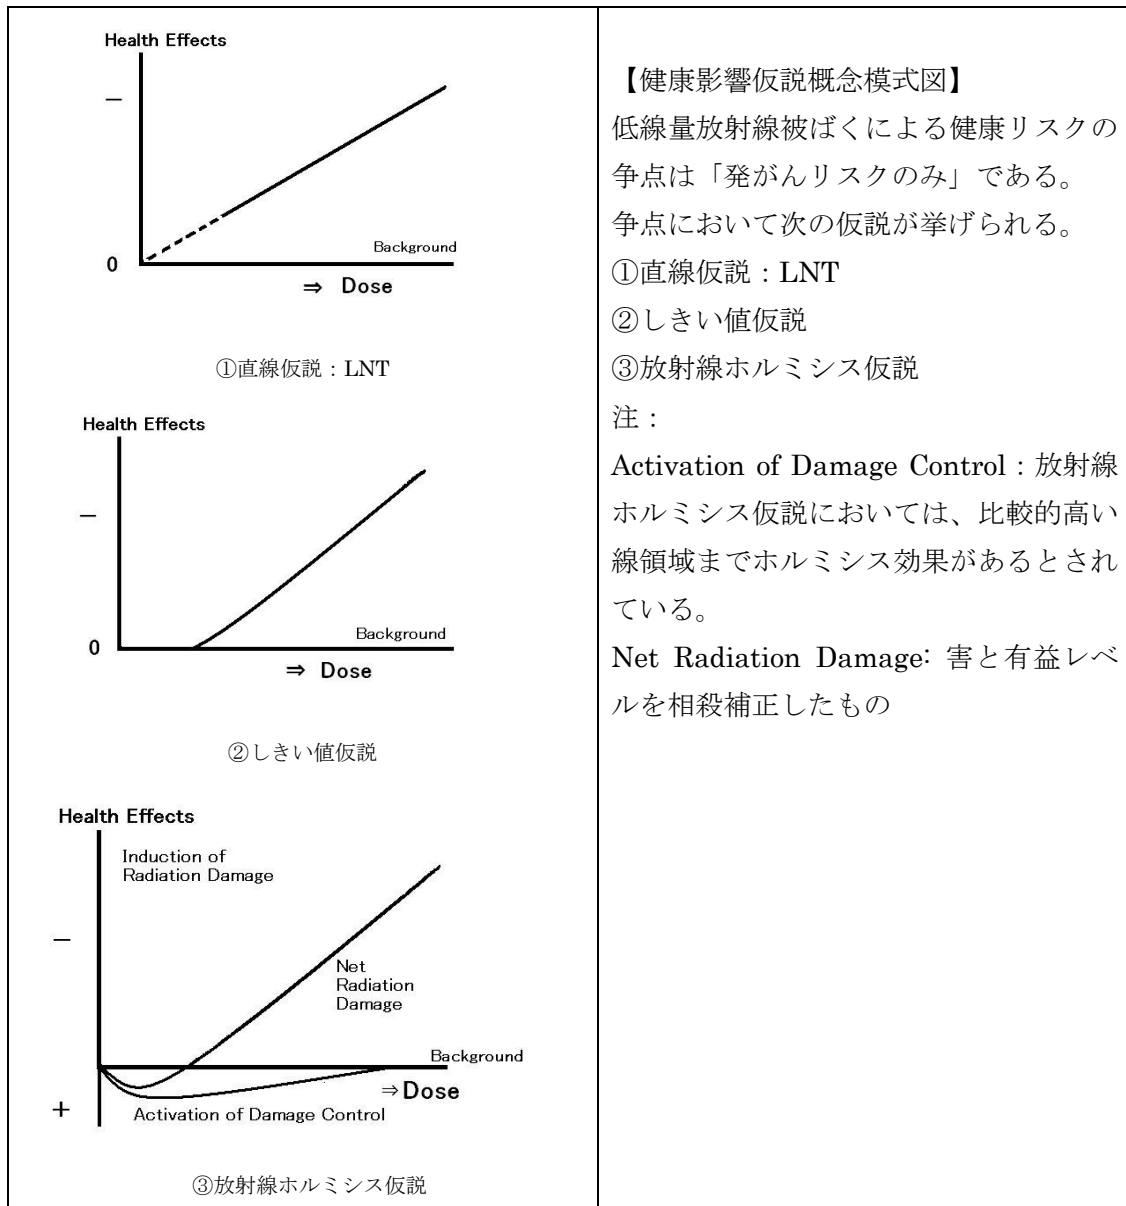 Health Effects
−
0
Background
⇒ Dose
①直線仮説：LNT
Health Effects
−
0
Background
⇒ Dose
②しきい値仮説
Health Effects
Induction of
Radiation Damage
−
Net
Radiation
Damage
Background
⇒Dose
+
Activation of Damage Control
③放射線ホルミシス仮説
【健康影響仮説概念模式図】
低線量放射線被ばくによる健康リスクの
争点は「発がんリスクのみ」である。
争点において次の仮説が挙げられる。
①直線仮説：LNT
②しきい値仮説
③放射線ホルミシス仮説
注：
Activation of Damage Control：放射線
ホルミシス仮説においては、比較的高い
線領域までホルミシス効果があるとされ
ている。
Net Radiation Damage: 害と有益レベ
ルを相殺補正したもの